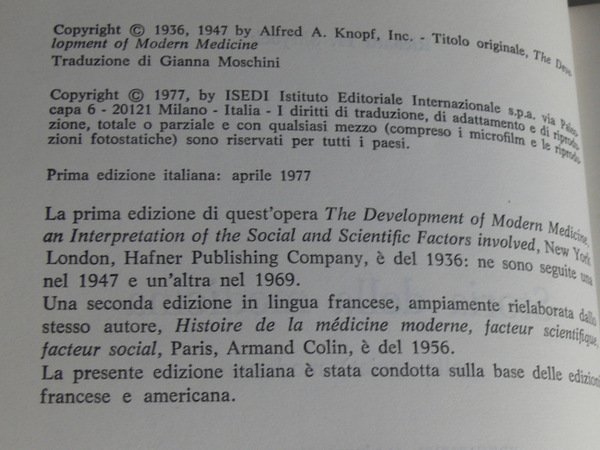 Copyright © 1936, 1947 by Alfred A. Knopf, Inc. - Titolo originale, The Deve
lopment of Modern Medicine
Traduzione di Gianna Moschini
Copyright © 1977, by ISEDI Istituto Editoriale Internazionale s.p.a. via Paleo-
capa 6 - 20121 Milano - Italia - I diritti di traduzione, di adattamento e di riprodu-
zione, totale o parziale e con qualsiasi mezzo (compreso i microfilm e le riprodu-
zioni fotostatiche) sono riservati per tutti i paesi.
Prima edizione italiana: aprile 1977
La prima edizione di quest'opera The Development of Modern Medicine,
an Interpretation of the Social and Scientific Factors involved, New York
London, Hafner Publishing Company, è del 1936: ne sono seguite una
nel 1947 e un'altra nel 1969.
Una seconda edizione in lingua francese, ampiamente rielaborata dallo
stesso autore, Histoire de la médicine moderne, facteur scientifique,
facteur social, Paris, Armand Colin, è del 1956.
La presente edizione italiana è stata condotta sulla base delle edizioni
francese e americana.